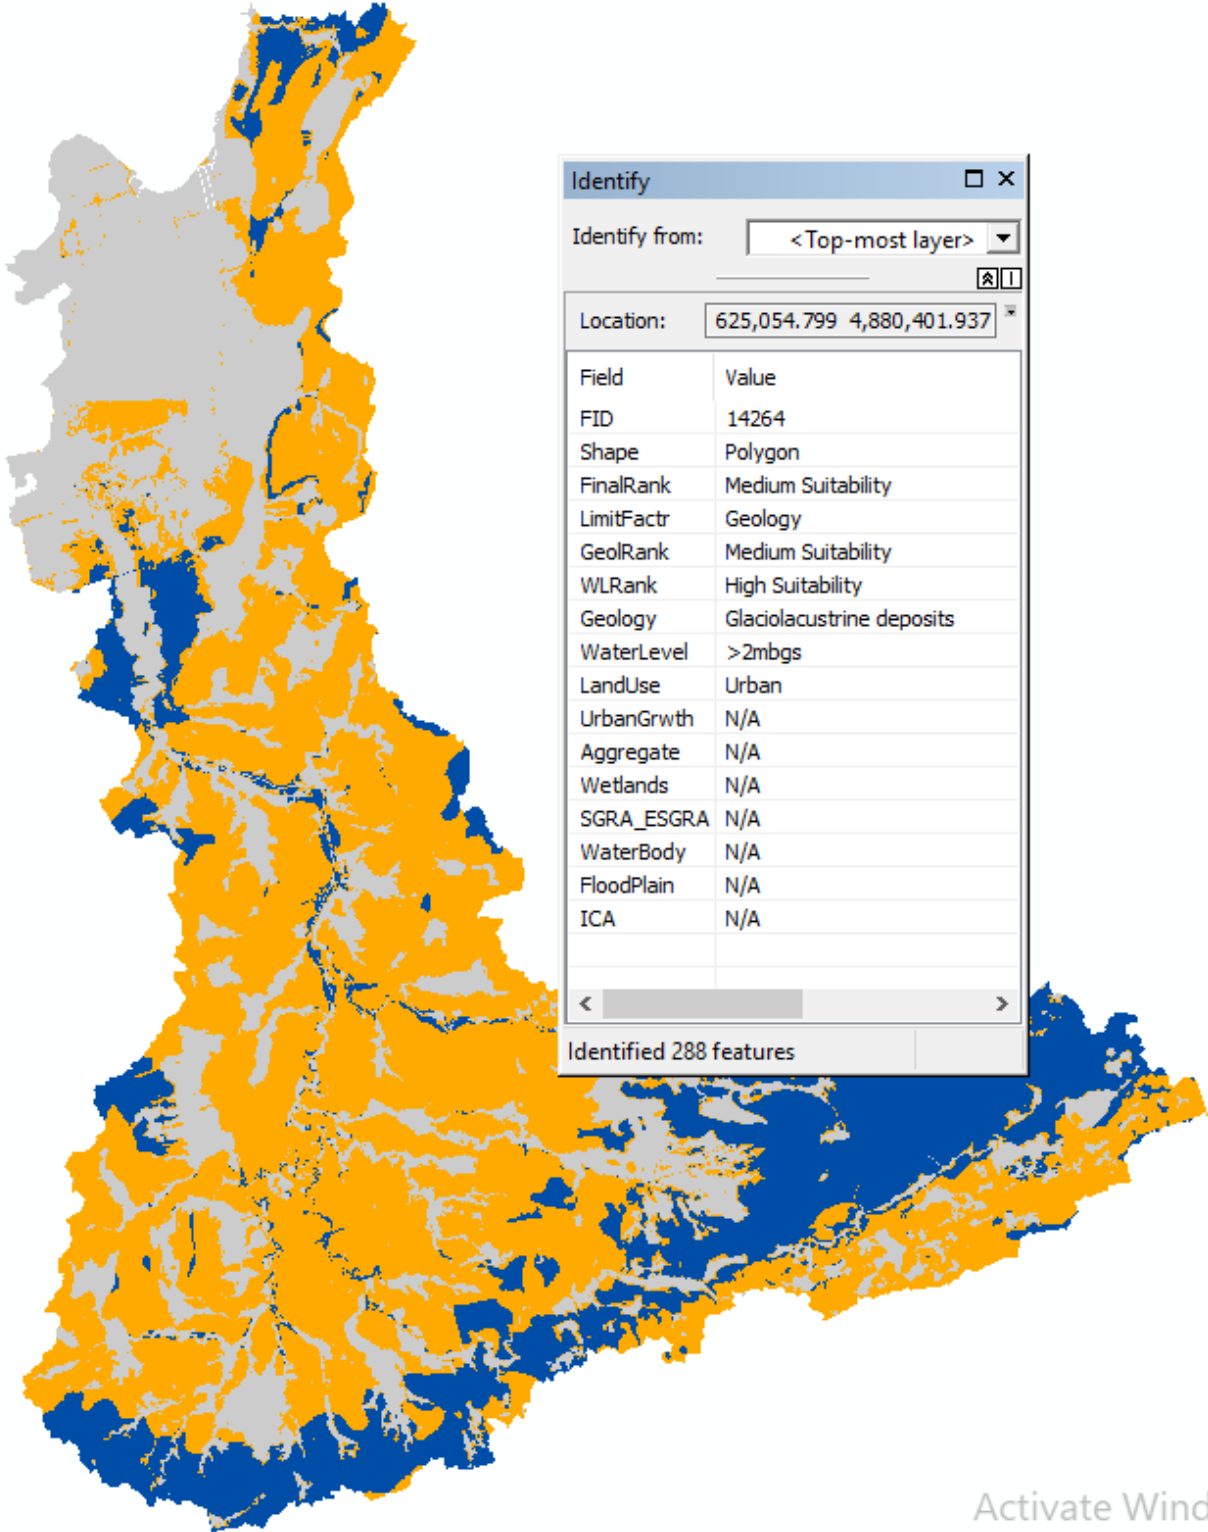 Identify
Identify from: <Top-most layer>
Location: 625,054.799 4,880,401.937
Field Value
FID 14264
Shape Polygon
FinalRank Medium Suitability
LimitFactr Geology
GeolRank Medium Suitability
WLRank High Suitability
Geology Glaciolacustrine deposits
WaterLevel >2mbgs
LandUse Urban
UrbanGrwth N/A
Aggregate N/A
Wetlands N/A
SGRA_ESGRA N/A
WaterBody N/A
FloodPlain N/A
ICA N/A
Identified 288 features
Activate Wind